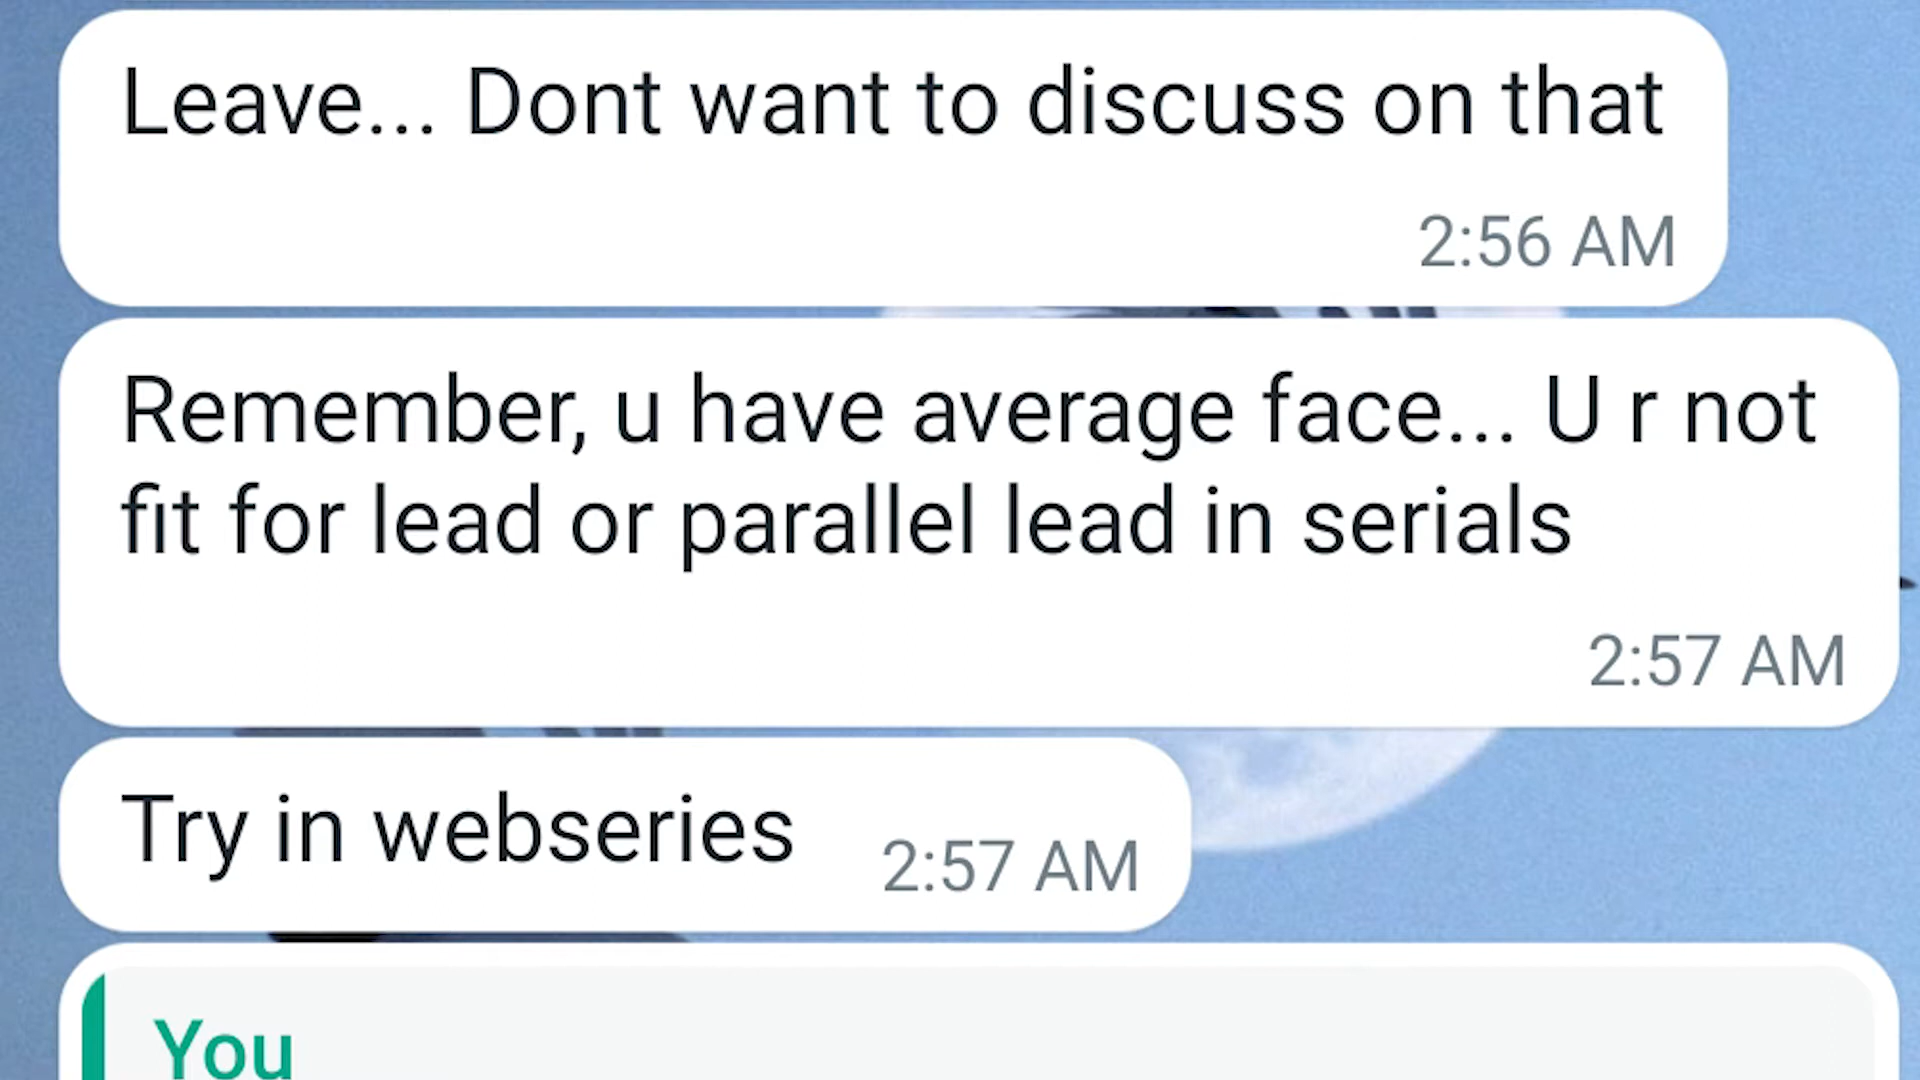 Leave... Dont want to discuss on that
2:56 AM
Remember, u have average face... U r not
fit for lead or parallel lead in serials
2:57 AM
Try in webseries 2:57 AM
You